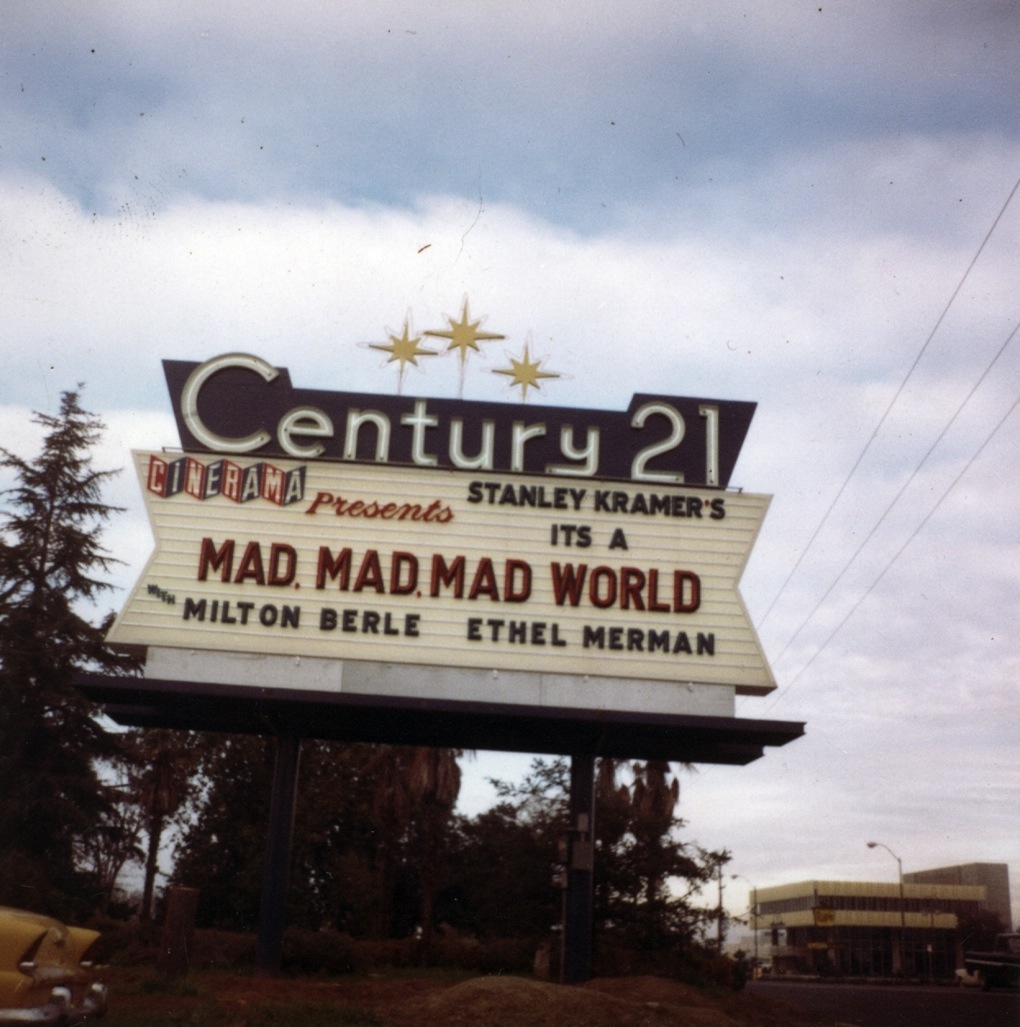 Century 21
CINERAMA Presents STANLEY KRAMER'S
ITS A
MAD, MAD, MAD WORLD
WITH MILTON BERLE ETHEL MERMAN